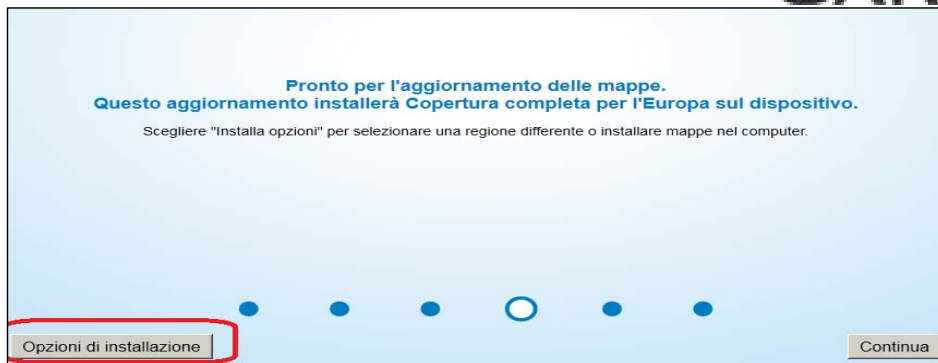 Pronto per l'aggiornamento delle mappe.
Questo aggiornamento installerà Copertura completa per l'Europa sul dispositivo.
Scegliere "Installa opzioni" per selezionare una regione differente o installare mappe nel computer.
Opzioni di installazione
Continua